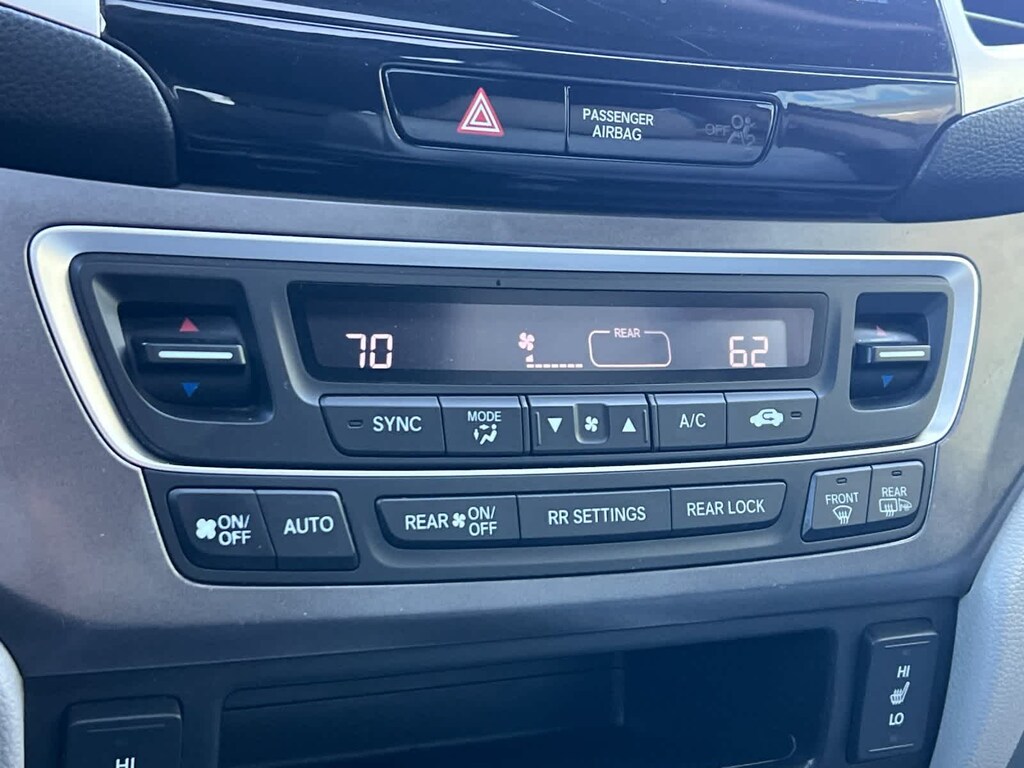 PASSENGER
AIRBAG
OFF
70
REAR
62
SYNC
MODE
A/C
ON/
OFF
AUTO
REAR ON/
OFF
RR SETTINGS
REAR LOCK
FRONT
REAR
HI
LO
HI